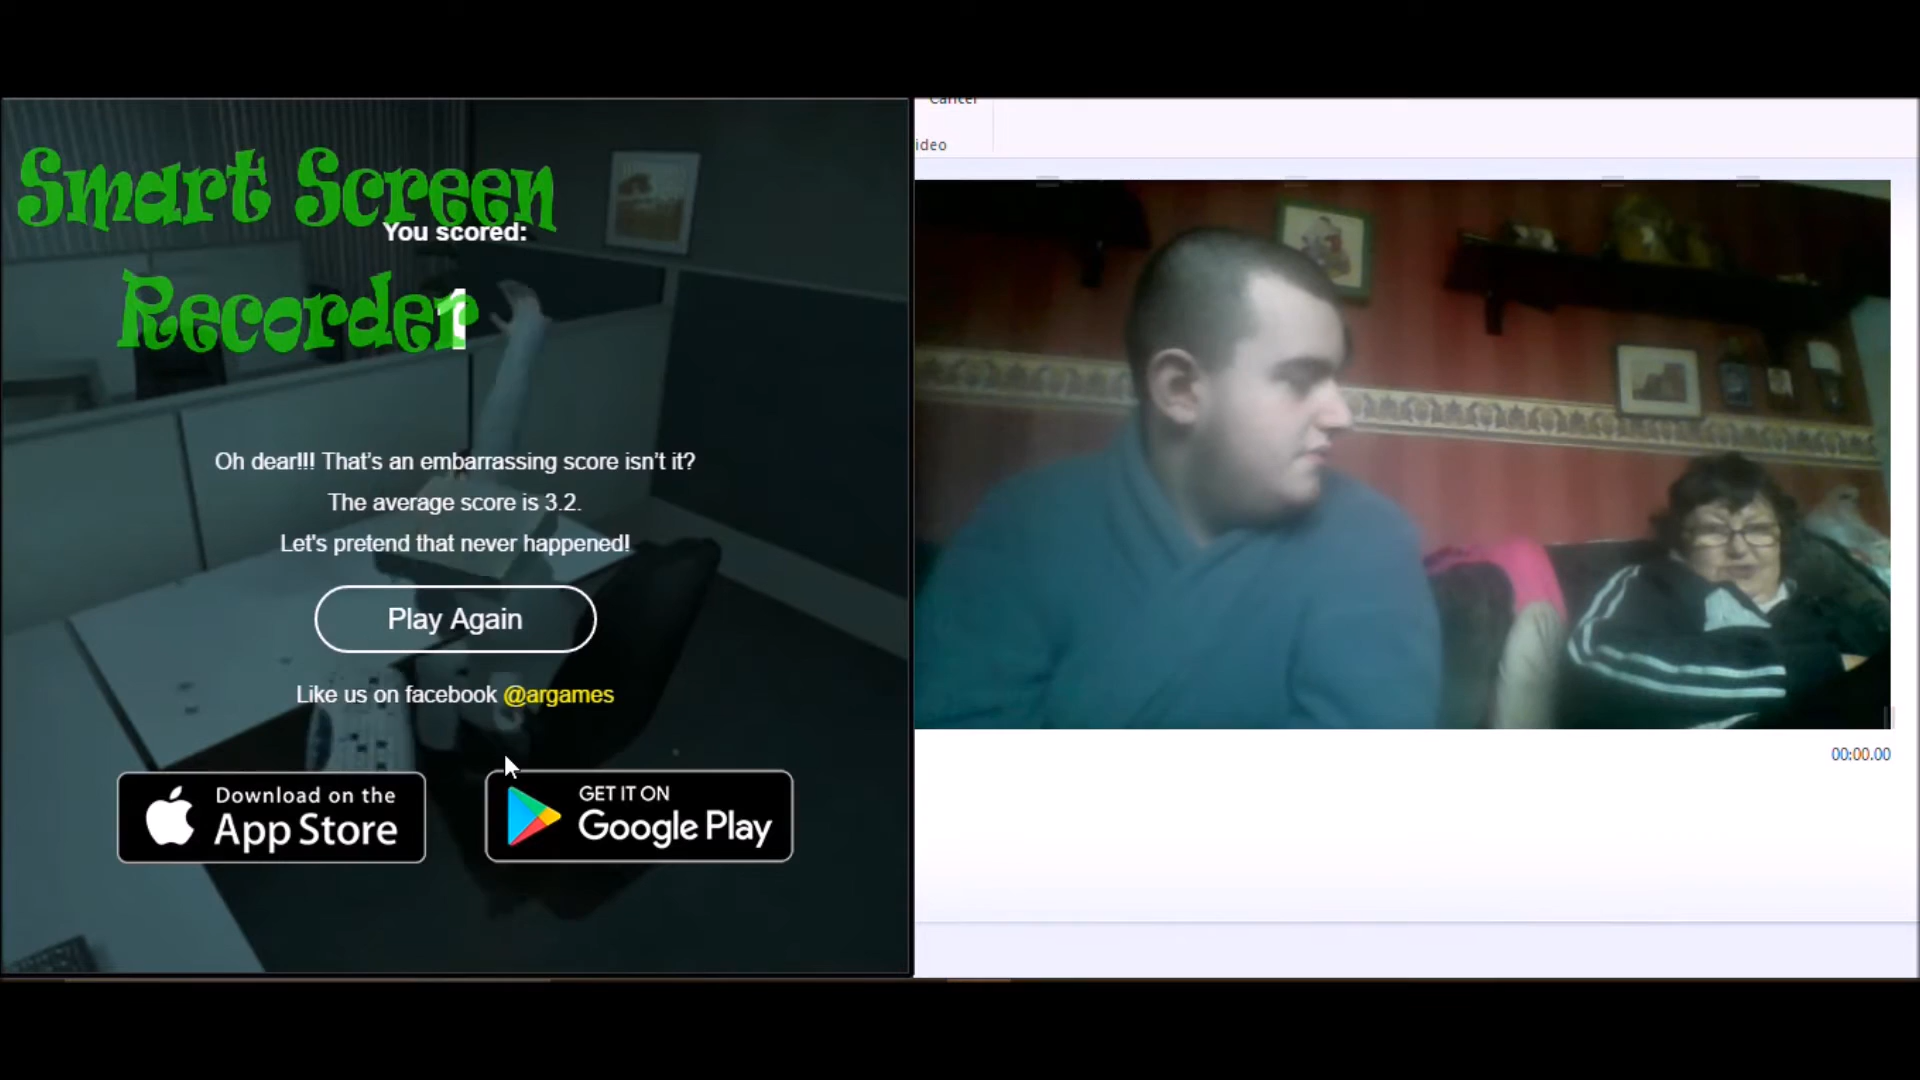 Cancel
ideo
Smart Screen
You scored:
Recorder
1
Oh dear!!! That's an embarrassing score isn't it?
The average score is 3.2.
Let's pretend that never happened!
Play Again
Like us on facebook @argames
Download on the
App Store
GET IT ON
Google Play
00:00.00